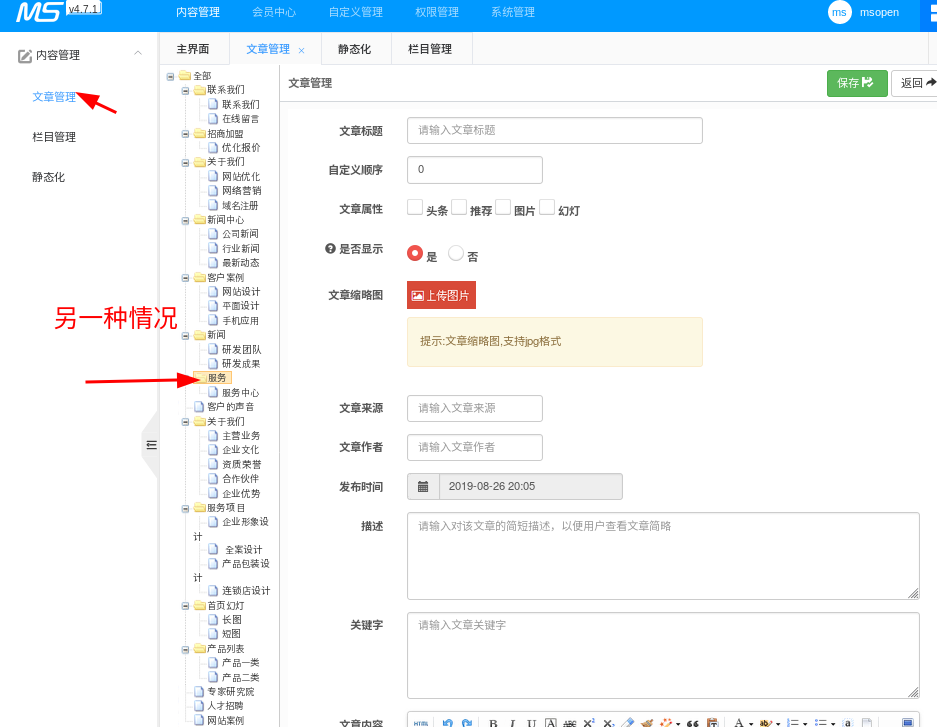 MS v4.7.1 内容管理 会员中心 自定义管理 权限管理 系统管理 ms msopen
内容管理
文章管理
栏目管理
静态化
另一种情况
主界面 文章管理 × 静态化 栏目管理
全部
联系我们
联系我们
在线留言
招商加盟
优化报价
关于我们
网站优化
网络营销
域名注册
新闻中心
公司新闻
行业新闻
最新动态
客户案例
网站设计
平面设计
手机应用
新闻
研发团队
研发成果
服务
服务中心
客户的声音
关于我们
主营业务
企业文化
资质荣誉
合作伙伴
企业优势
服务项目
企业形象设
计
全案设计
产品包装设
计
连锁店设计
首页幻灯
长图
短图
产品列表
产品一类
产品二类
专家研究院
人才招聘
网站案例
文章管理 保存 返回
文章标题 请输入文章标题
自定义顺序 0
文章属性 头条 推荐 图片 幻灯
是否显示 是 否
文章缩略图 上传图片
提示:文章缩略图,支持jpg格式
文章来源 请输入文章来源
文章作者 请输入文章作者
发布时间 2019-08-26 20:05
描述 请输入对该文章的简短描述，以便用户查看文章简略
关键字 请输入文章关键字
文章内容 HTML B I U A ABC X² X₂ A ab a